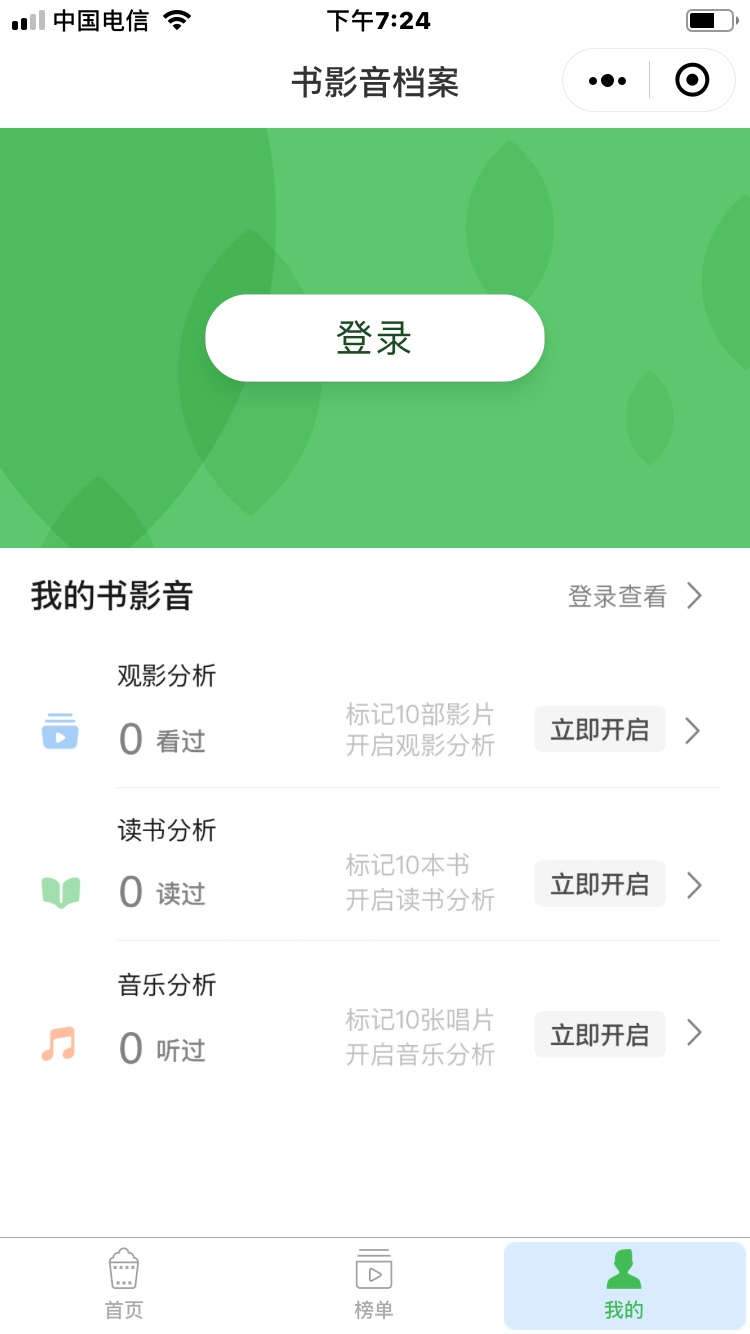 中国电信
下午7:24
书影音档案
登录
我的书影音
登录查看
观影分析
0 看过
标记10部影片
开启观影分析
立即开启
读书分析
0 读过
标记10本书
开启读书分析
立即开启
音乐分析
0 听过
标记10张唱片
开启音乐分析
立即开启
首页
榜单
我的